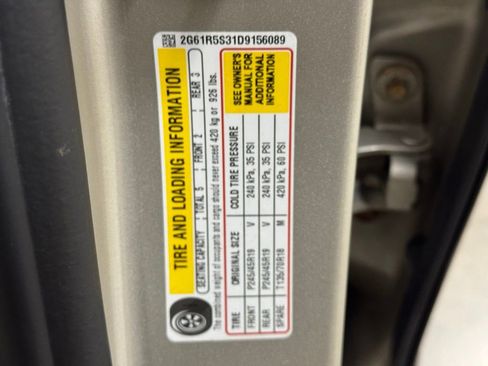 2G61R5S31D9156089
TIRE AND LOADING INFORMATION
SEATING CAPACITY TOTAL 5 FRONT 2 REAR 3
The combined weight of occupants and cargo should never exceed 420 kg or 926 lbs.
TIRE ORIGINAL SIZE COLD TIRE PRESSURE
FRONT P245/45R19 V 240 kPa, 35 PSI
REAR P245/45R19 V 240 kPa, 35 PSI
SPARE T135/70R18 M 420 kPa, 60 PSI
SEE OWNER'S
MANUAL FOR
ADDITIONAL
INFORMATION